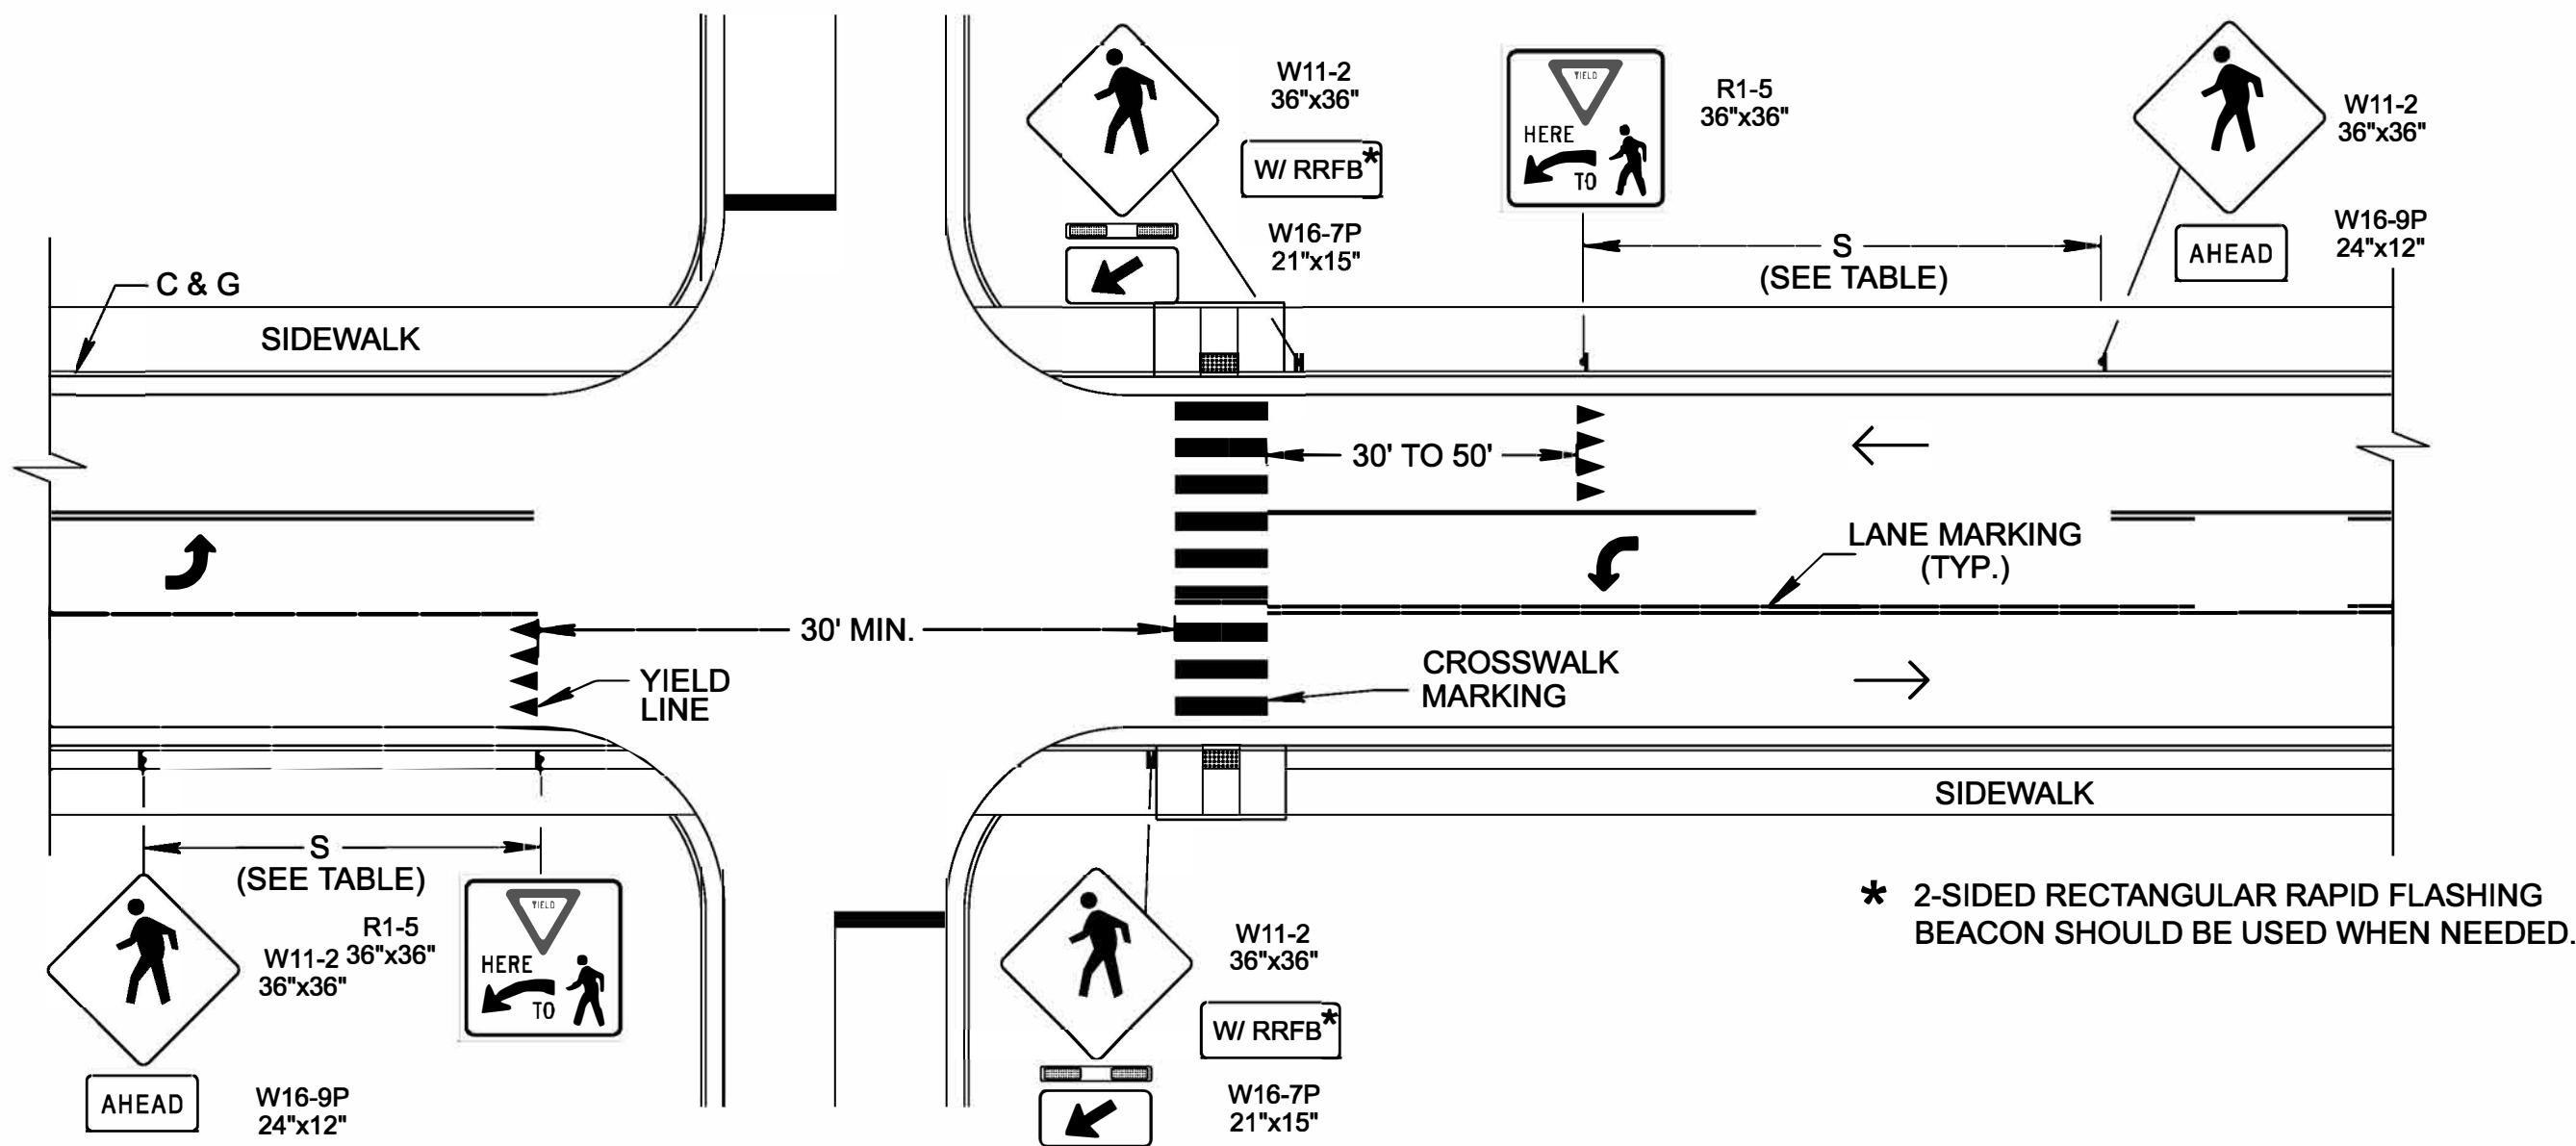 W11-2
36"x36"
W/ RRFB*
W16-7P
21"x15"
YIELD
HERE
TO
R1-5
36"x36"
W11-2
36"x36"
W16-9P
24"x12"
AHEAD
S
(SEE TABLE)
C & G
SIDEWALK
30' TO 50'
LANE MARKING
(TYP.)
30' MIN.
YIELD
LINE
CROSSWALK
MARKING
SIDEWALK
S
(SEE TABLE)
R1-5
36"x36"
W11-2
36"x36"
YIELD
HERE
TO
AHEAD
W16-9P
24"x12"
W11-2
36"x36"
W/ RRFB*
W16-7P
21"x15"
* 2-SIDED RECTANGULAR RAPID FLASHING
BEACON SHOULD BE USED WHEN NEEDED.